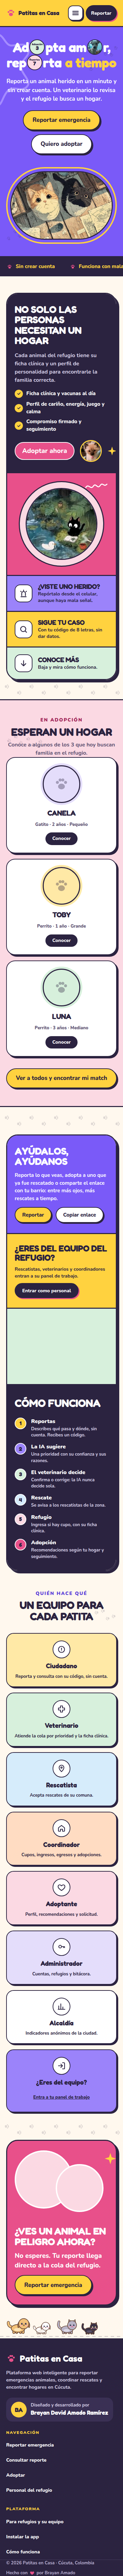 Patitas en Casa
Reportar
Adopta
amor,
reporta a tiempo
Reporta un animal herido en un minuto y
sin crear cuenta. Un veterinario lo revisa
y el refugio lo busca un hogar.
Reportar emergencia
Quiero adoptar
Sin crear cuenta
Funciona con mala
NO SOLO LAS
PERSONAS
NECESITAN UN
HOGAR
Cada animal del refugio tiene su
ficha clínica y un perfil de
personalidad para encontrarle la
familia correcta.
Ficha clínica y vacunas al día
Perfil de cariño, energía, juego y
calma
Compromiso firmado y
seguimiento
Adoptar ahora
¿VISTE UNO HERIDO?
Repórtalo desde el celular,
aunque haya mala señal.
SIGUE TU CASO
Con tu código de 8 letras, sin
dar datos.
CONOCE MÁS
Baja y mira cómo funciona.
EN ADOPCIÓN
ESPERAN UN HOGAR
Conoce a algunos de los 3 que hoy buscan
familia en el refugio.
CANELA
Gatito · 2 años · Pequeño
Conocer
TOBY
Perrito · 1 año · Grande
Conocer
LUNA
Perrito · 3 años · Mediano
Conocer
Ver a todos y encontrar mi match
AYÚDALOS,
AYÚDANOS
Reporta lo que veas, adopta a uno que
ya fue rescatado o comparte el enlace
con tu barrio: entre más ojos, más
rescates a tiempo.
Reportar
Copiar enlace
¿ERES DEL EQUIPO DEL
REFUGIO?
Rescatistas, veterinarios y coordinadores
entran a su panel de trabajo.
Entrar como personal
CÓMO FUNCIONA
1 Reportas
Describes qué pasa y dónde, sin
cuenta. Recibes un código.
2 La IA sugiere
Una prioridad con su confianza y sus
razones.
3 El veterinario decide
Confirma o corrige: la IA nunca
decide sola.
4 Rescate
Se avisa a los rescatistas de la zona.
5 Refugio
Ingresa si hay cupo, con su ficha
clínica.
6 Adopción
Recomendaciones según tu hogar y
seguimiento.
QUIÉN HACE QUÉ
UN EQUIPO PARA
CADA PATITA
Ciudadano
Reporta y consulta con su código, sin cuenta.
Veterinario
Atiende la cola por prioridad y la ficha clínica.
Rescatista
Acepta rescates de su comuna.
Coordinador
Cupos, ingresos, egresos y adopciones.
Adoptante
Perfil, recomendaciones y solicitud.
Administrador
Cuentas, refugios y bitácora.
Alcaldía
Indicadores anónimos de la ciudad.
¿Eres del equipo?
Entra a tu panel de trabajo
¿VES UN ANIMAL EN
PELIGRO AHORA?
No esperes. Tu reporte llega
directo a la cola del refugio.
Reportar emergencia
Patitas en Casa
Plataforma web inteligente para reportar
emergencias animales, coordinar rescates y
encontrar hogares en Cúcuta.
BA
Diseñado y desarrollado por
Brayan David Amado Ramírez
NAVEGACIÓN
Reportar emergencia
Consultar reporte
Adoptar
Personal del refugio
PLATAFORMA
Para refugios y su equipo
Instalar la app
Cómo funciona
© 2026 Patitas en Casa · Cúcuta, Colombia
Hecho con por Brayan Amado